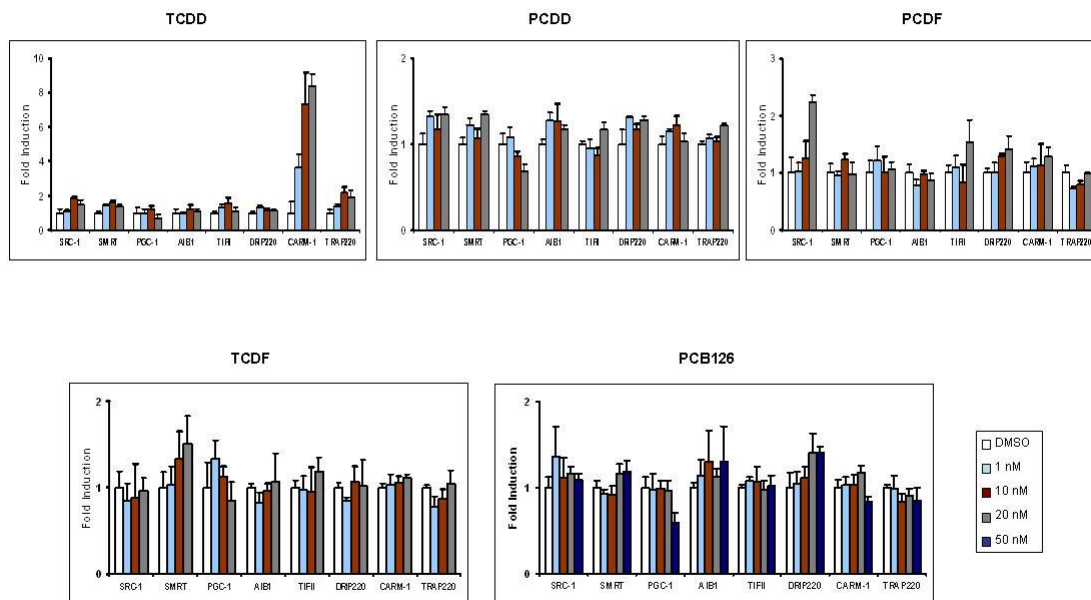 TCDD
PCDD
PCDF
Fold Induction
10
8
6
4
2
0
SRC-1 SMRT PGC-1 AIB1 TIFII DRIP220 CARM-1 TRAP220
Fold Induction
2
1
0
SRC-1 SMRT PGC-1 AIB1 TIFII DRIP220 CARM-1 TRAP220
Fold Induction
3
2
1
0
SRC-1 SMRT PGC-1 AIB1 TIFII DRIP220 CARM-1 TRAP220
TCDF
PCB126
Fold Induction
2
1
0
SRC-1 SMRT PGC-1 AIB1 TIFII DRIP220 CARM-1 TRAP220
Fold Induction
2
1
0
SRC-1 SMRT PGC-1 AIB1 TIFII DRIP220 CARM-1 TRAP220
DMSO
1 nM
10 nM
20 nM
50 nM